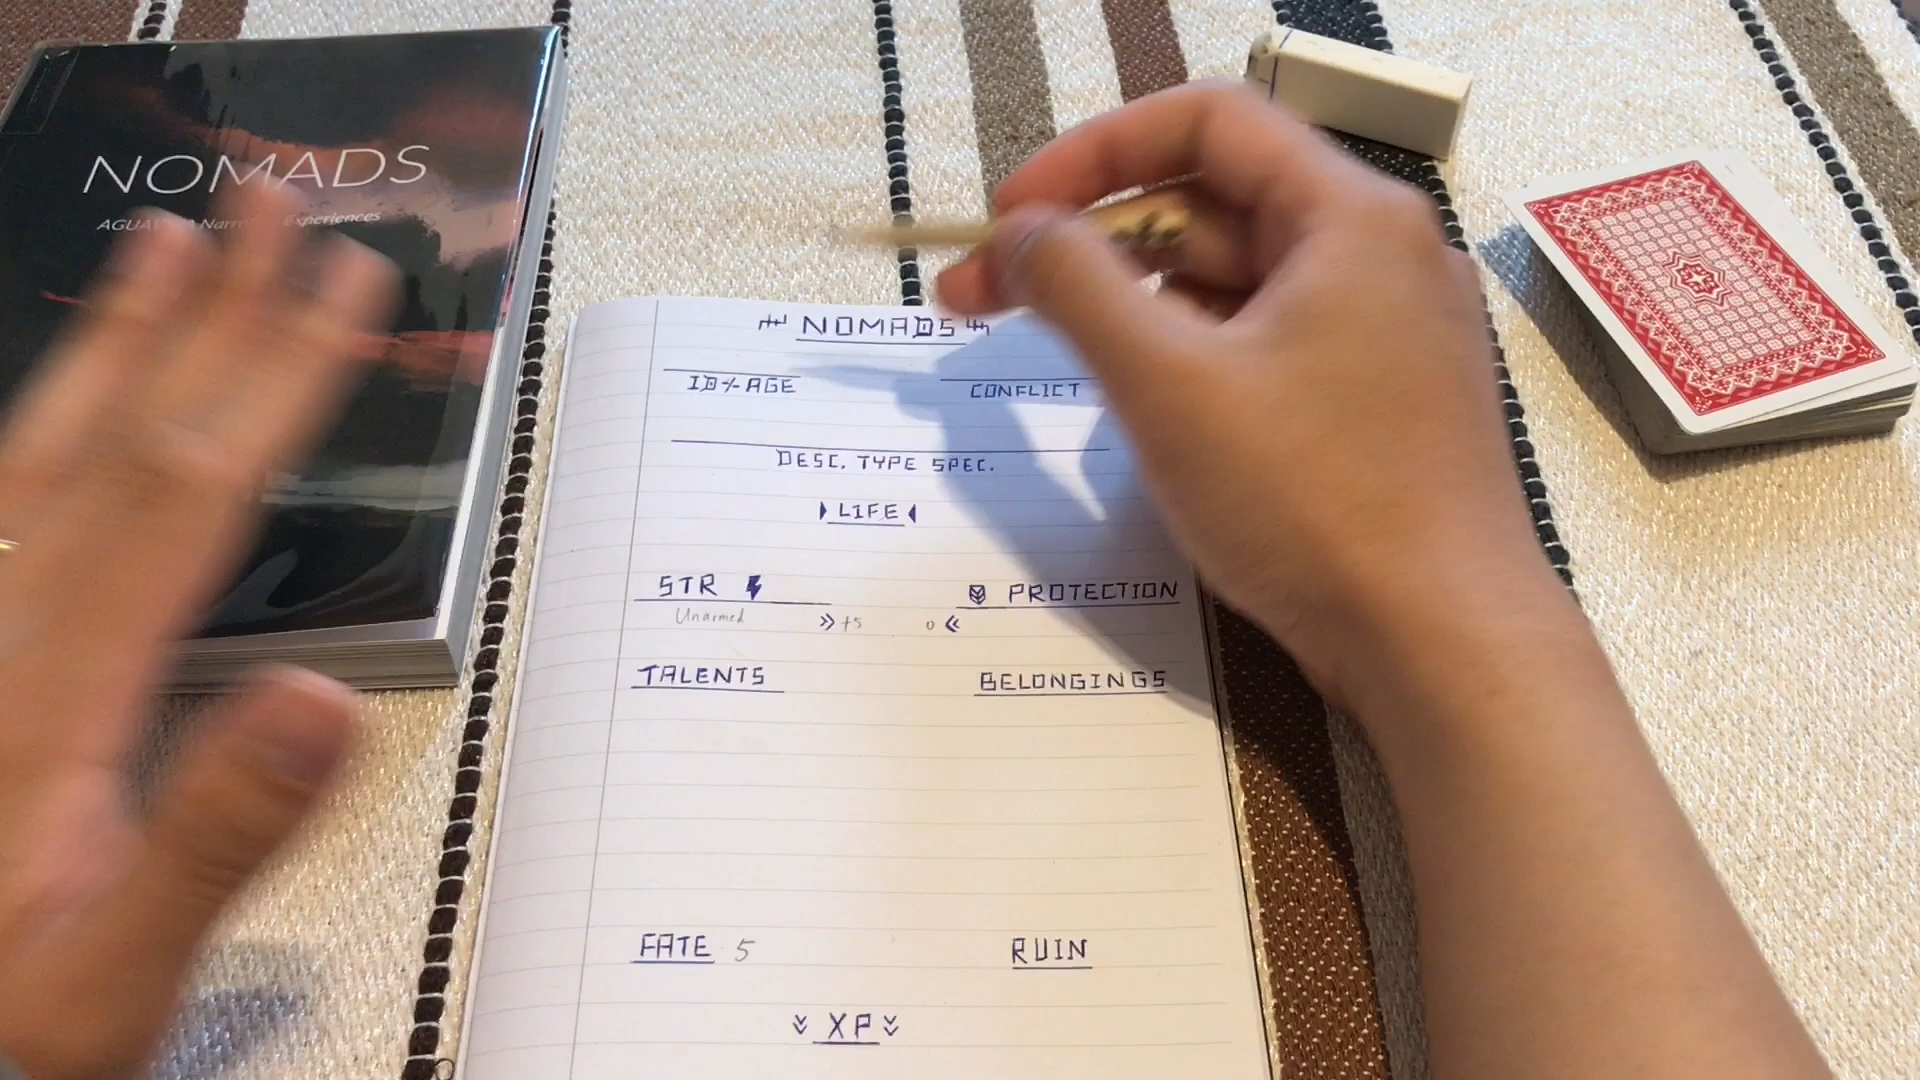 NOMADS
Experiences
NOMADS
ID/AGE
CONFLICT
DESC. TYPE SPEC.
LIFE
STR
PROTECTION
Unarmed » +5
0 «
TALENTS
BELONGINGS
FATE 5
RUIN
XP